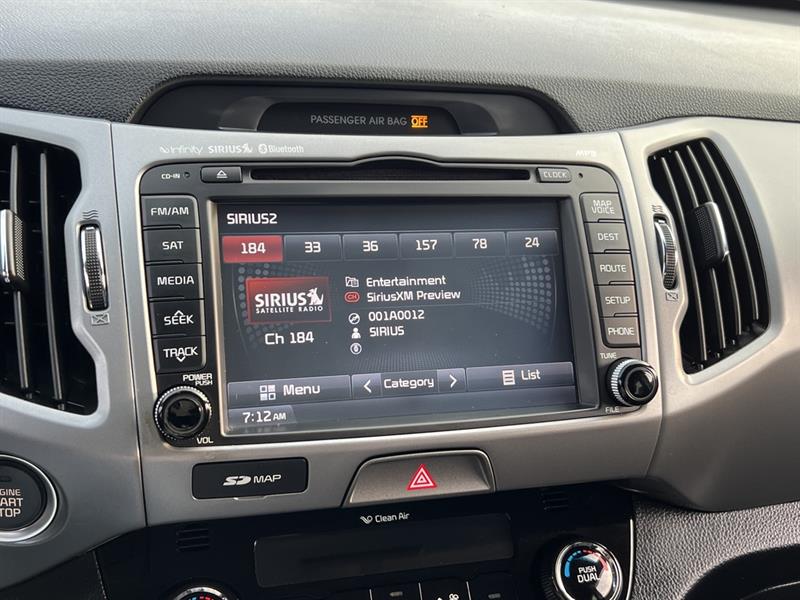 PASSENGER AIR BAG OFF
Infinity SIRIUS Bluetooth MP3
CD-IN CLOCK
FM/AM
SAT
MEDIA
SEEK
TRACK
POWER
PUSH
VOL
SIRIUS2
184 33 36 157 78 24
SIRIUS
SATELLITE RADIO
Ch 184
Entertainment
CH SiriusXM Preview
001A0012
SIRIUS
Menu Category List
7:12 AM
MAP
VOICE
DEST
ROUTE
SETUP
PHONE
TUNE
FILE
ENGINE
START
STOP
SD MAP
Clean Air
PUSH
DUAL